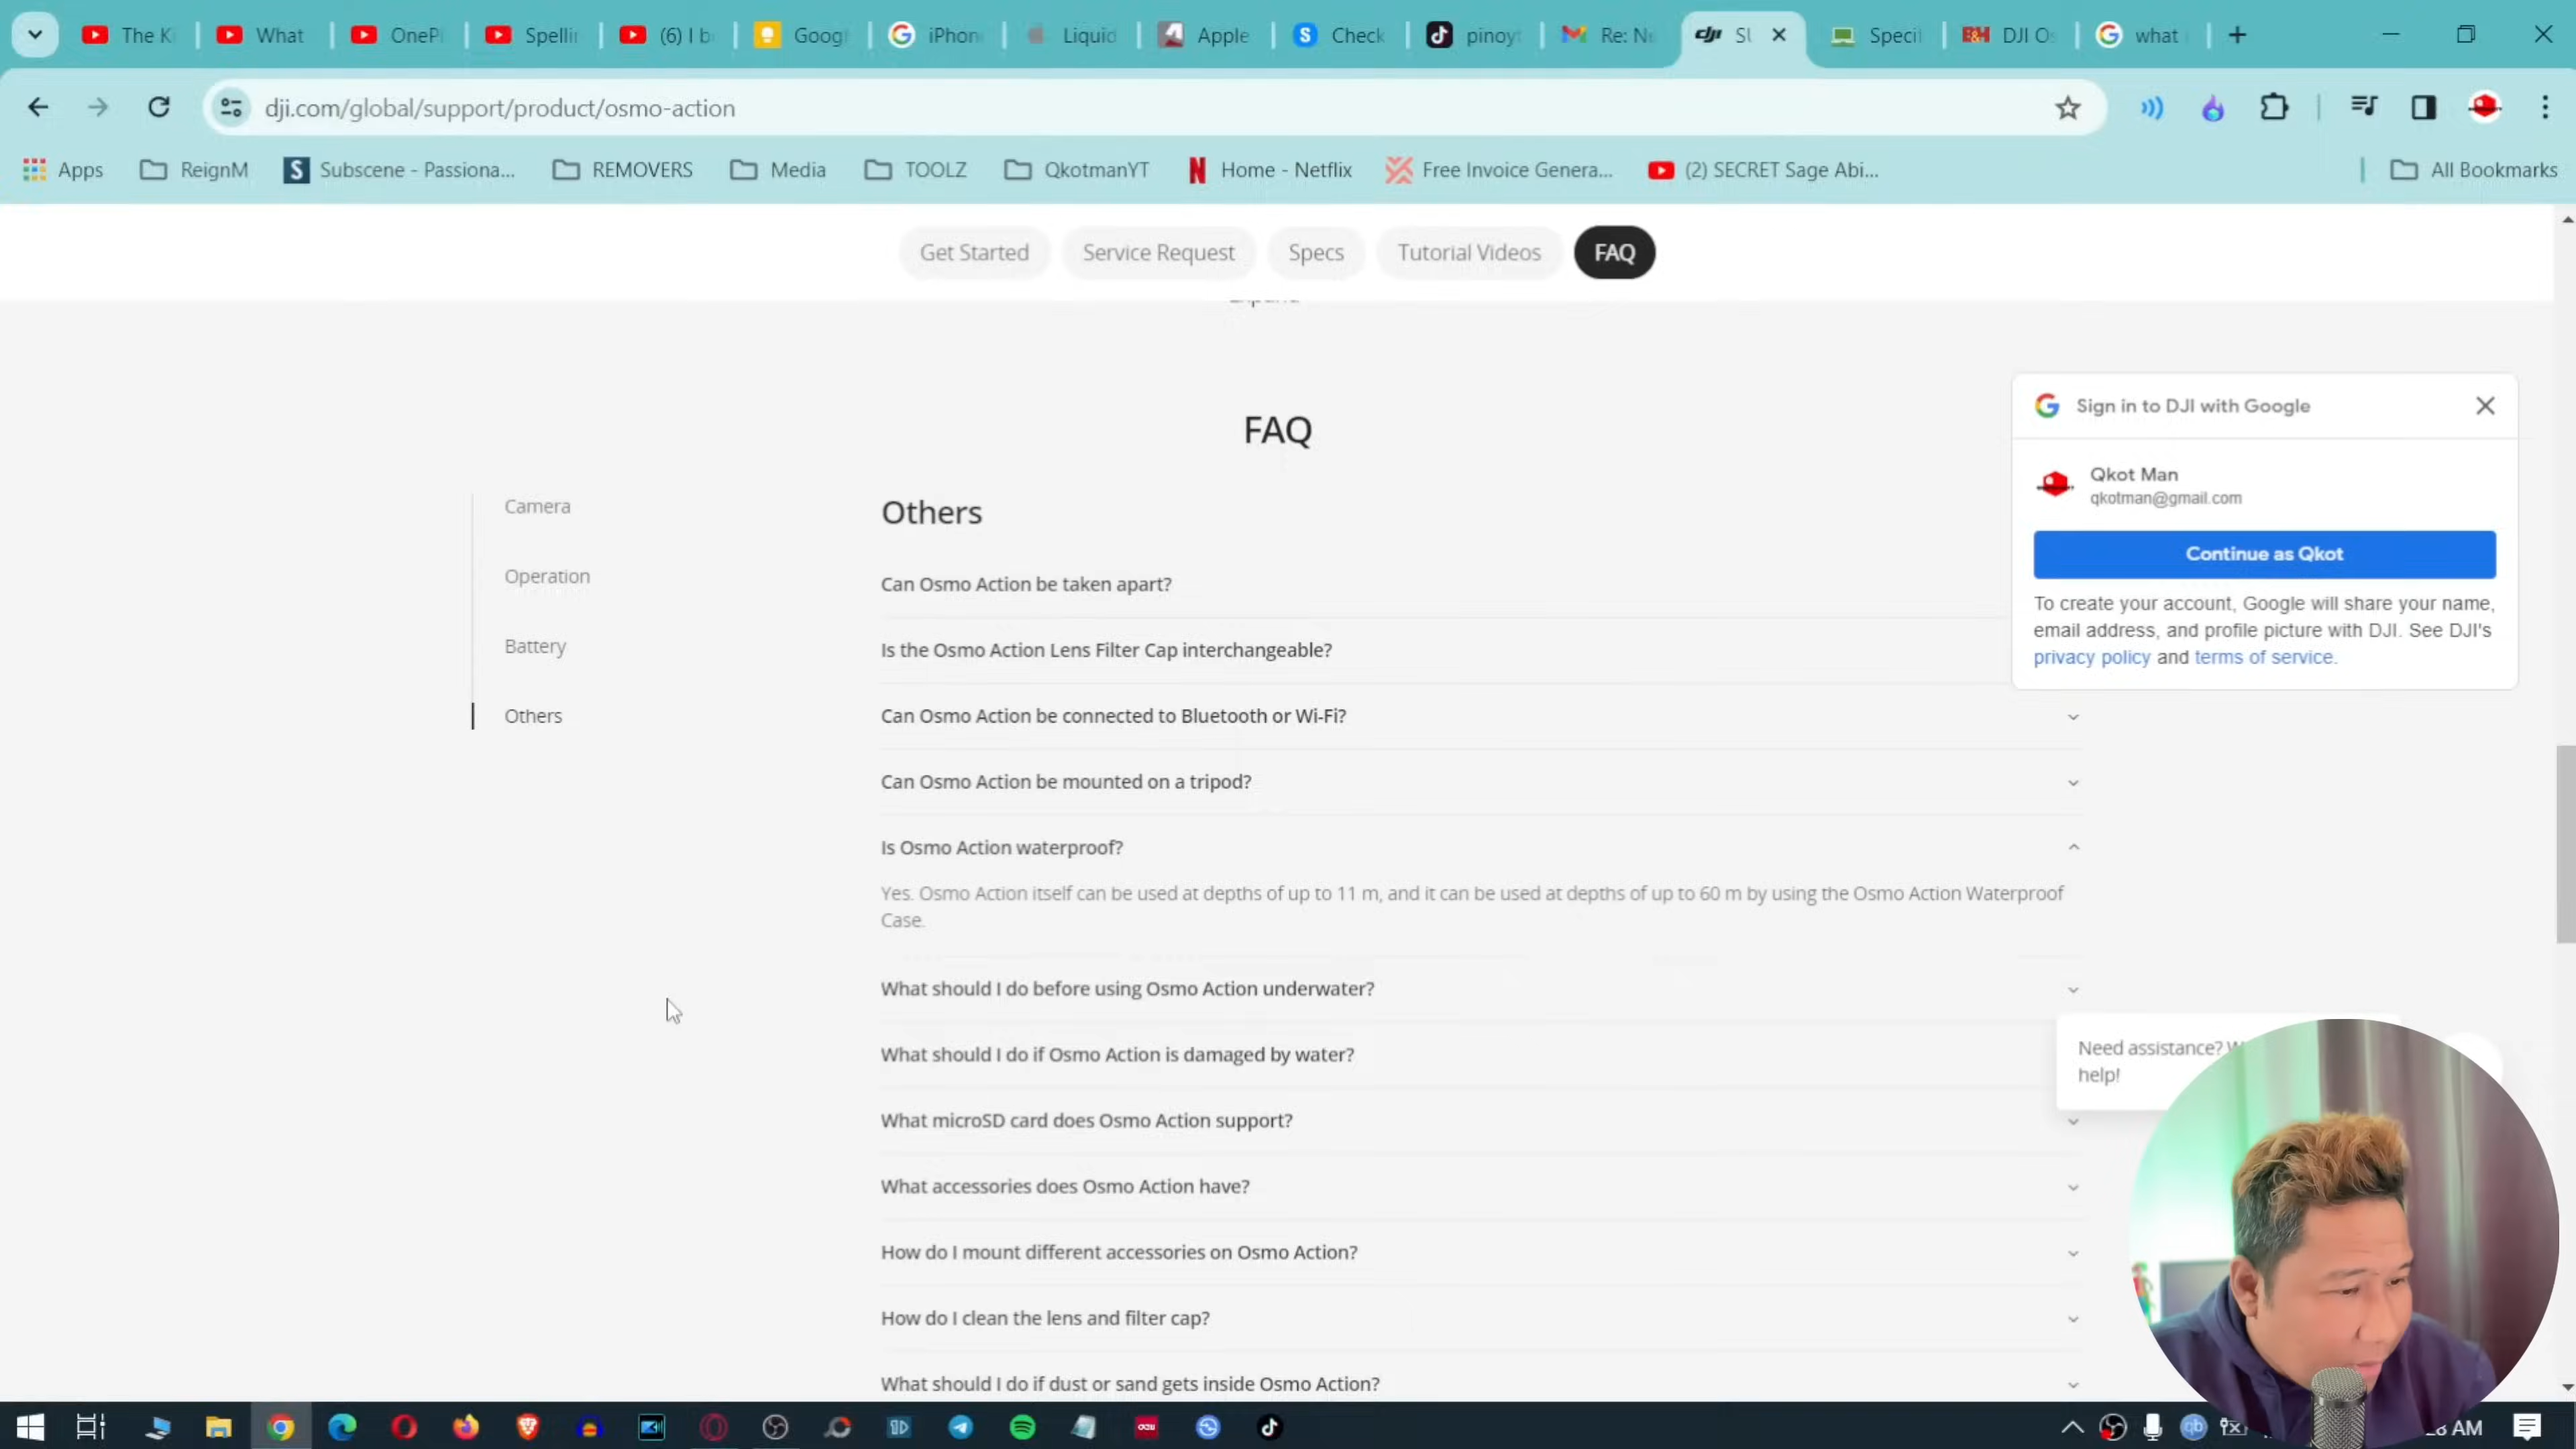 The Ki
What
OnePl
Spellin
(6) I b
Googl
iPhon
Liquid
Apple
Check
pinoyt
Re: Ne
SU
Specif
DJI Os
what
dji.com/global/support/product/osmo-action
Apps
ReignM
Subscene - Passiona...
REMOVERS
Media
TOOLZ
QkotmanYT
Home - Netflix
Free Invoice Genera...
(2) SECRET Sage Abi...
All Bookmarks
Get Started
Service Request
Specs
Tutorial Videos
FAQ
FAQ
Camera
Operation
Battery
Others
Others
Can Osmo Action be taken apart?
Is the Osmo Action Lens Filter Cap interchangeable?
Can Osmo Action be connected to Bluetooth or Wi-Fi?
Can Osmo Action be mounted on a tripod?
Is Osmo Action waterproof?
Yes. Osmo Action itself can be used at depths of up to 11 m, and it can be used at depths of up to 60 m by using the Osmo Action Waterproof
Case.
What should I do before using Osmo Action underwater?
What should I do if Osmo Action is damaged by water?
What microSD card does Osmo Action support?
What accessories does Osmo Action have?
How do I mount different accessories on Osmo Action?
How do I clean the lens and filter cap?
What should I do if dust or sand gets inside Osmo Action?
Sign in to DJI with Google
Qkot Man
qkotman@gmail.com
Continue as Qkot
To create your account, Google will share your name,
email address, and profile picture with DJI. See DJI's
privacy policy and terms of service.
Need assistance?
help!
AM